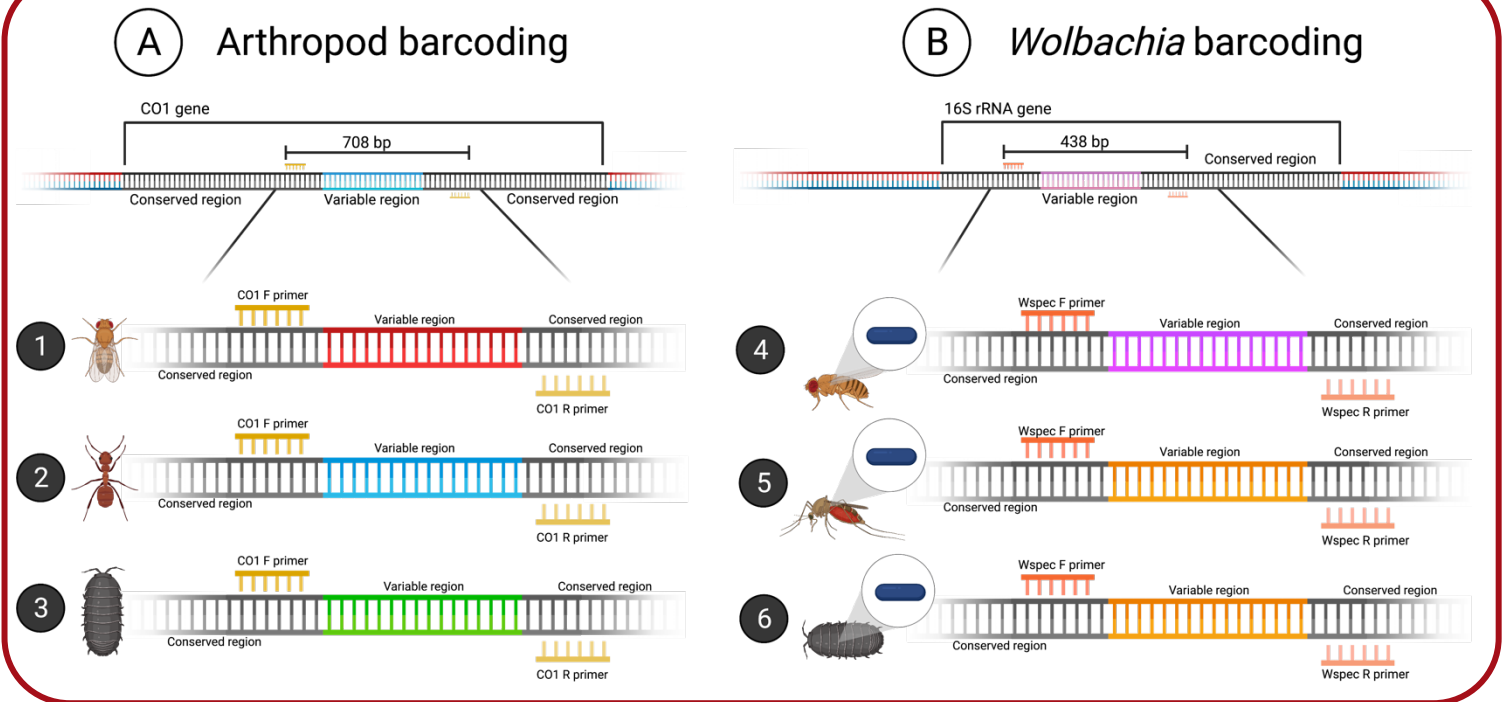 A Arthropod barcoding
CO1 gene
708 bp
Conserved region
Variable region
Conserved region
1
CO1 F primer
Variable region
Conserved region
Conserved region
CO1 R primer
2
CO1 F primer
Variable region
Conserved region
Conserved region
CO1 R primer
3
CO1 F primer
Variable region
Conserved region
Conserved region
CO1 R primer
B Wolbachia barcoding
16S rRNA gene
438 bp
Conserved region
Variable region
4
Wspec F primer
Variable region
Conserved region
Conserved region
Wspec R primer
5
Wspec F primer
Variable region
Conserved region
Conserved region
Wspec R primer
6
Wspec F primer
Variable region
Conserved region
Conserved region
Wspec R primer